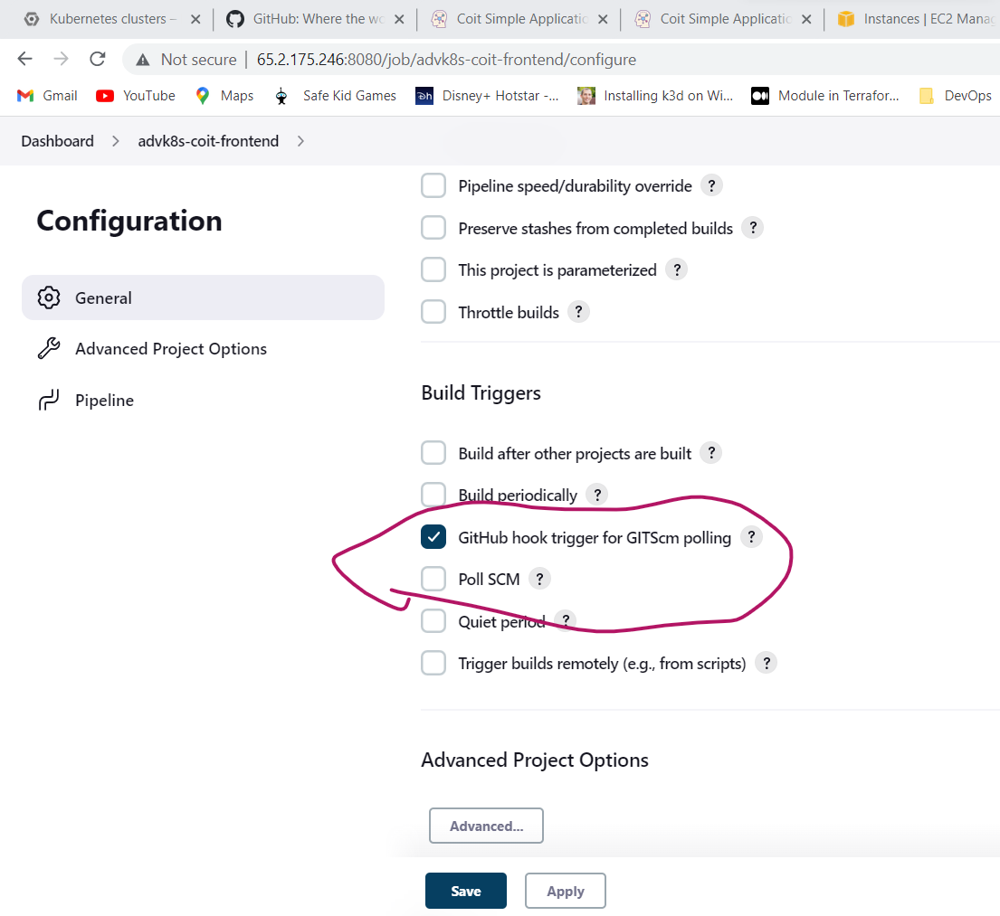 Kubernetes clusters –
GitHub: Where the wo
Coit Simple Applicatio
Coit Simple Applicatio
Instances | EC2 Manag
Not secure | 65.2.175.246:8080/job/advk8s-coit-frontend/configure
Gmail YouTube Maps Safe Kid Games Disney+ Hotstar -... Installing k3d on Wi... Module in Terrafor... DevOps
Dashboard > advk8s-coit-frontend >
Configuration
General
Advanced Project Options
Pipeline
Pipeline speed/durability override ?
Preserve stashes from completed builds ?
This project is parameterized ?
Throttle builds ?
Build Triggers
Build after other projects are built ?
Build periodically ?
GitHub hook trigger for GITScm polling ?
Poll SCM ?
Quiet period ?
Trigger builds remotely (e.g., from scripts) ?
Advanced Project Options
Advanced...
Save Apply